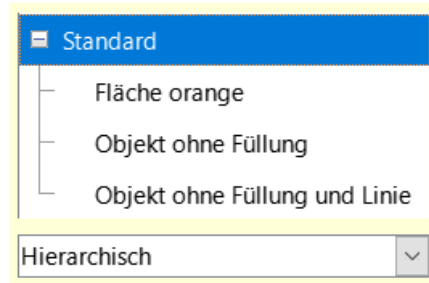 Standard
Fläche orange
Objekt ohne Füllung
Objekt ohne Füllung und Linie
Hierarchisch